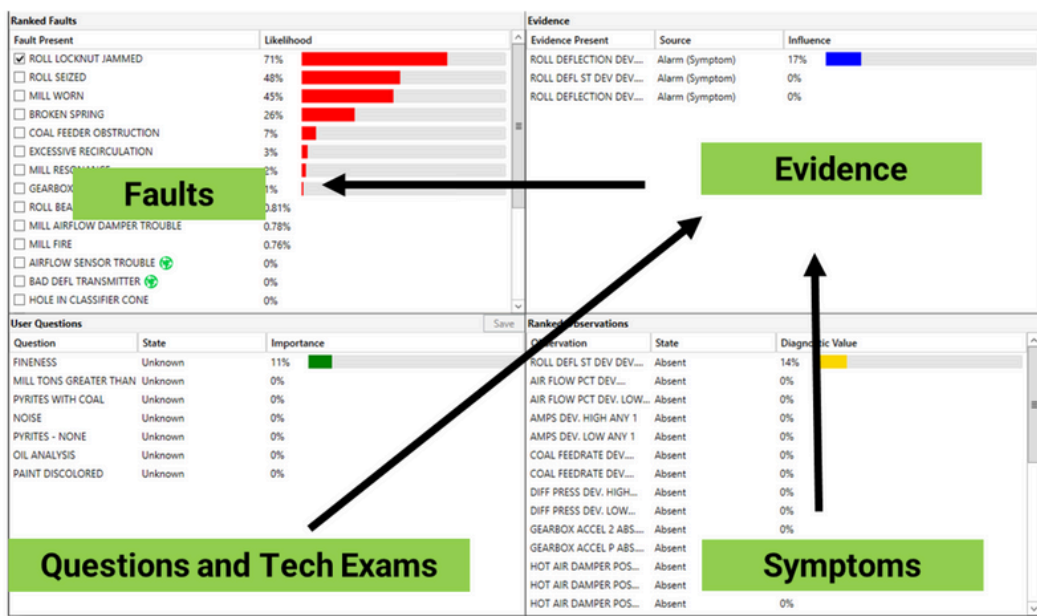 Ranked Faults
Fault Present Likelihood
ROLL LOCKNUT JAMMED 71%
ROLL SEIZED 48%
MILL WORN 45%
BROKEN SPRING 26%
COAL FEEDER OBSTRUCTION 7%
EXCESSIVE RECIRCULATION 3%
MILL 2%
GEARBOX 1%
ROLL 0.81%
MILL AIRFLOW DAMPER TROUBLE 0.78%
MILL FIRE 0.76%
AIRFLOW SENSOR TROUBLE 0%
BAD DEFL TRANSMITTER 0%
HOLE IN CLASSIFIER CONE 0%
Faults
Evidence
Evidence Present Source Influence
ROLL DEFLECTION DEV.... Alarm (Symptom) 17%
ROLL DEFL ST DEV DEV.... Alarm (Symptom) 0%
ROLL DEFLECTION DEV.... Alarm (Symptom) 0%
Evidence
User Questions Save
Question State Importance
FINENESS Unknown 11%
MILL TONS GREATER THAN Unknown 0%
PYRITES WITH COAL Unknown 0%
NOISE Unknown 0%
PYRITES - NONE Unknown 0%
OIL ANALYSIS Unknown 0%
PAINT DISCOLORED Unknown 0%
Questions and Tech Exams
Ranked Observations
Observation State Diagnostic Value
ROLL DEFL ST DEV DEV.... Absent 14%
AIR FLOW PCT DEV.... Absent 0%
AIR FLOW PCT DEV. LOW... Absent 0%
AMPS DEV. HIGH ANY 1 Absent 0%
AMPS DEV. LOW ANY 1 Absent 0%
COAL FEEDRATE DEV.... Absent 0%
COAL FEEDRATE DEV.... Absent 0%
DIFF PRESS DEV. HIGH... Absent 0%
DIFF PRESS DEV. LOW... Absent 0%
GEARBOX ACCEL 2 ABS.... Absent 0%
GEARBOX ACCEL P ABS.... Absent
HOT AIR DAMPER POS... Absent
HOT AIR DAMPER POS... Absent
HOT AIR DAMPER POS... Absent 0%
Symptoms